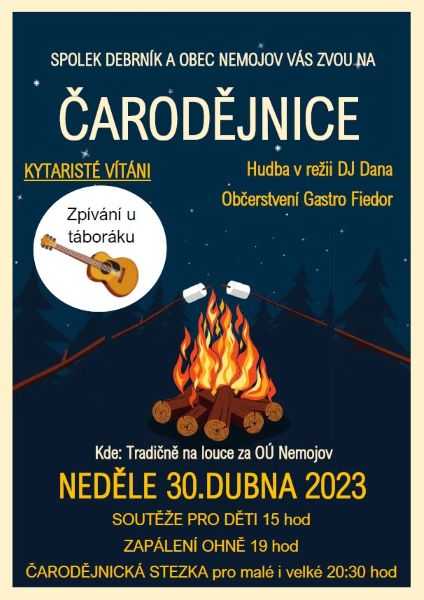 SPOLEK DEBRNÍK A OBEC NEMOJOV VÁS ZVOU NA
ČARODĚJNICE
KYTARISTÉ VÍTÁNI
Hudba v režii DJ Dana
Občerstvení Gastro Fiedor
Zpívání u
táboráku
Kde: Tradičně na louce za OÚ Nemojov
NEDĚLE 30.DUBNA 2023
SOUTĚŽE PRO DĚTI 15 hod
ZAPÁLENÍ OHNĚ 19 hod
ČARODĚJNICKÁ STEZKA pro malé i velké 20:30 hod